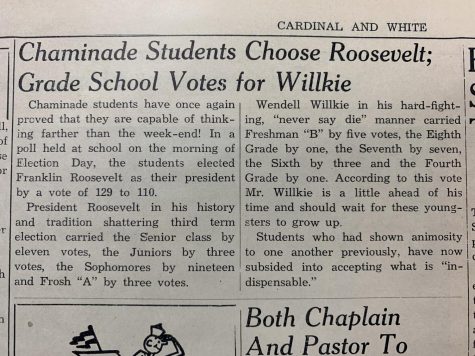 CARDINAL AND WHITE
Chaminade Students Choose Roosevelt;
Grade School Votes for Willkie
Chaminade students have once again
proved that they are capable of think-
ing farther than the week-end! In a
poll held at school on the morning of
Election Day, the students elected
Franklin Roosevelt as their president
by a vote of 129 to 110.
President Roosevelt in his history
and tradition shattering third term
election carried the Senior class by
eleven votes, the Juniors by three
votes, the Sophomores by nineteen
and Frosh "A" by three votes.
Wendell Willkie in his hard-fight-
ing, "never say die" manner carried
Freshman "B" by five votes, the Eighth
Grade by one, the Seventh by seven,
the Sixth by three and the Fourth
Grade by one. According to this vote
Mr. Willkie is a little ahead of his
time and should wait for these young-
sters to grow up.
Students who had shown animosity
to one another previously, have now
subsided into accepting what is "in-
dispensable."
Both Chaplain
And Pastor To